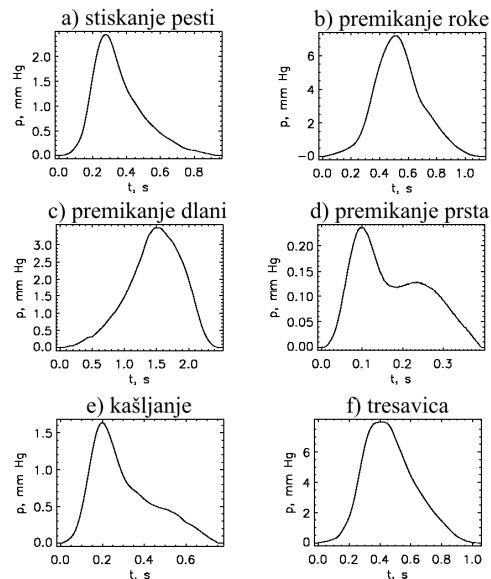 a) stiskanje pesti
p, mm Hg
2.0
1.5
1.0
0.5
0.0
0.0 0.2 0.4 0.6 0.8
t, s
b) premikanje roke
p, mm Hg
6
4
2
−0
0.0 0.2 0.4 0.6 0.8 1.0
t, s
c) premikanje dlani
p, mm Hg
3.0
2.5
2.0
1.5
1.0
0.5
0.0
0.0 0.5 1.0 1.5 2.0
t, s
d) premikanje prsta
p, mm Hg
0.20
0.15
0.10
0.05
0.00
0.0 0.1 0.2 0.3
t, s
e) kašljanje
p, mm Hg
1.5
1.0
0.5
0.0
0.0 0.2 0.4 0.6
t, s
f) tresavica
p, mm Hg
6
4
2
0
0.0 0.2 0.4 0.6 0.8 1.0
t, s